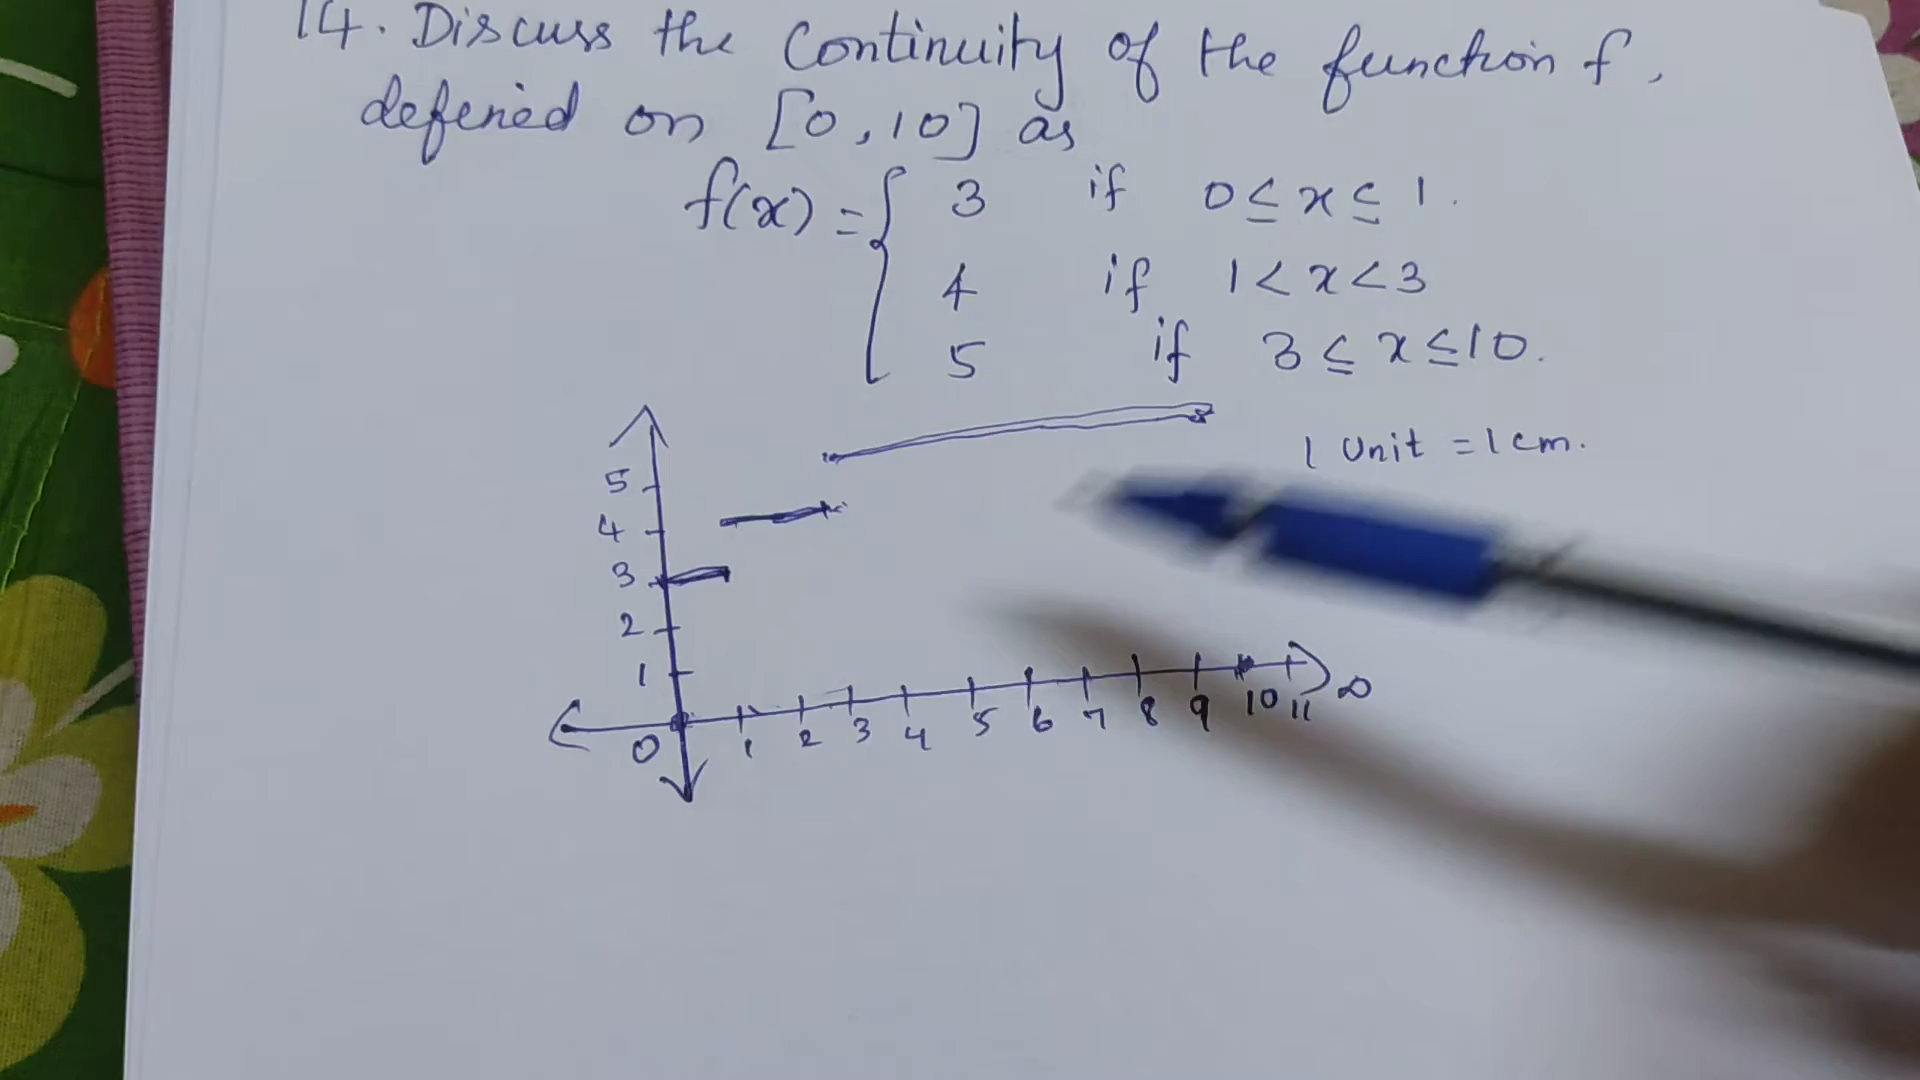 14. Discuss the Continuity of the function f,
defined on [0,10] as
f(x) = { 3 if 0 ≤ x ≤ 1.
4 if 1 < x < 3
5 if 3 ≤ x ≤ 10.
1 Unit = 1 cm.
5
4
3
2
1
0 1 2 3 4 5 6 7 8 9 10 11 ∞